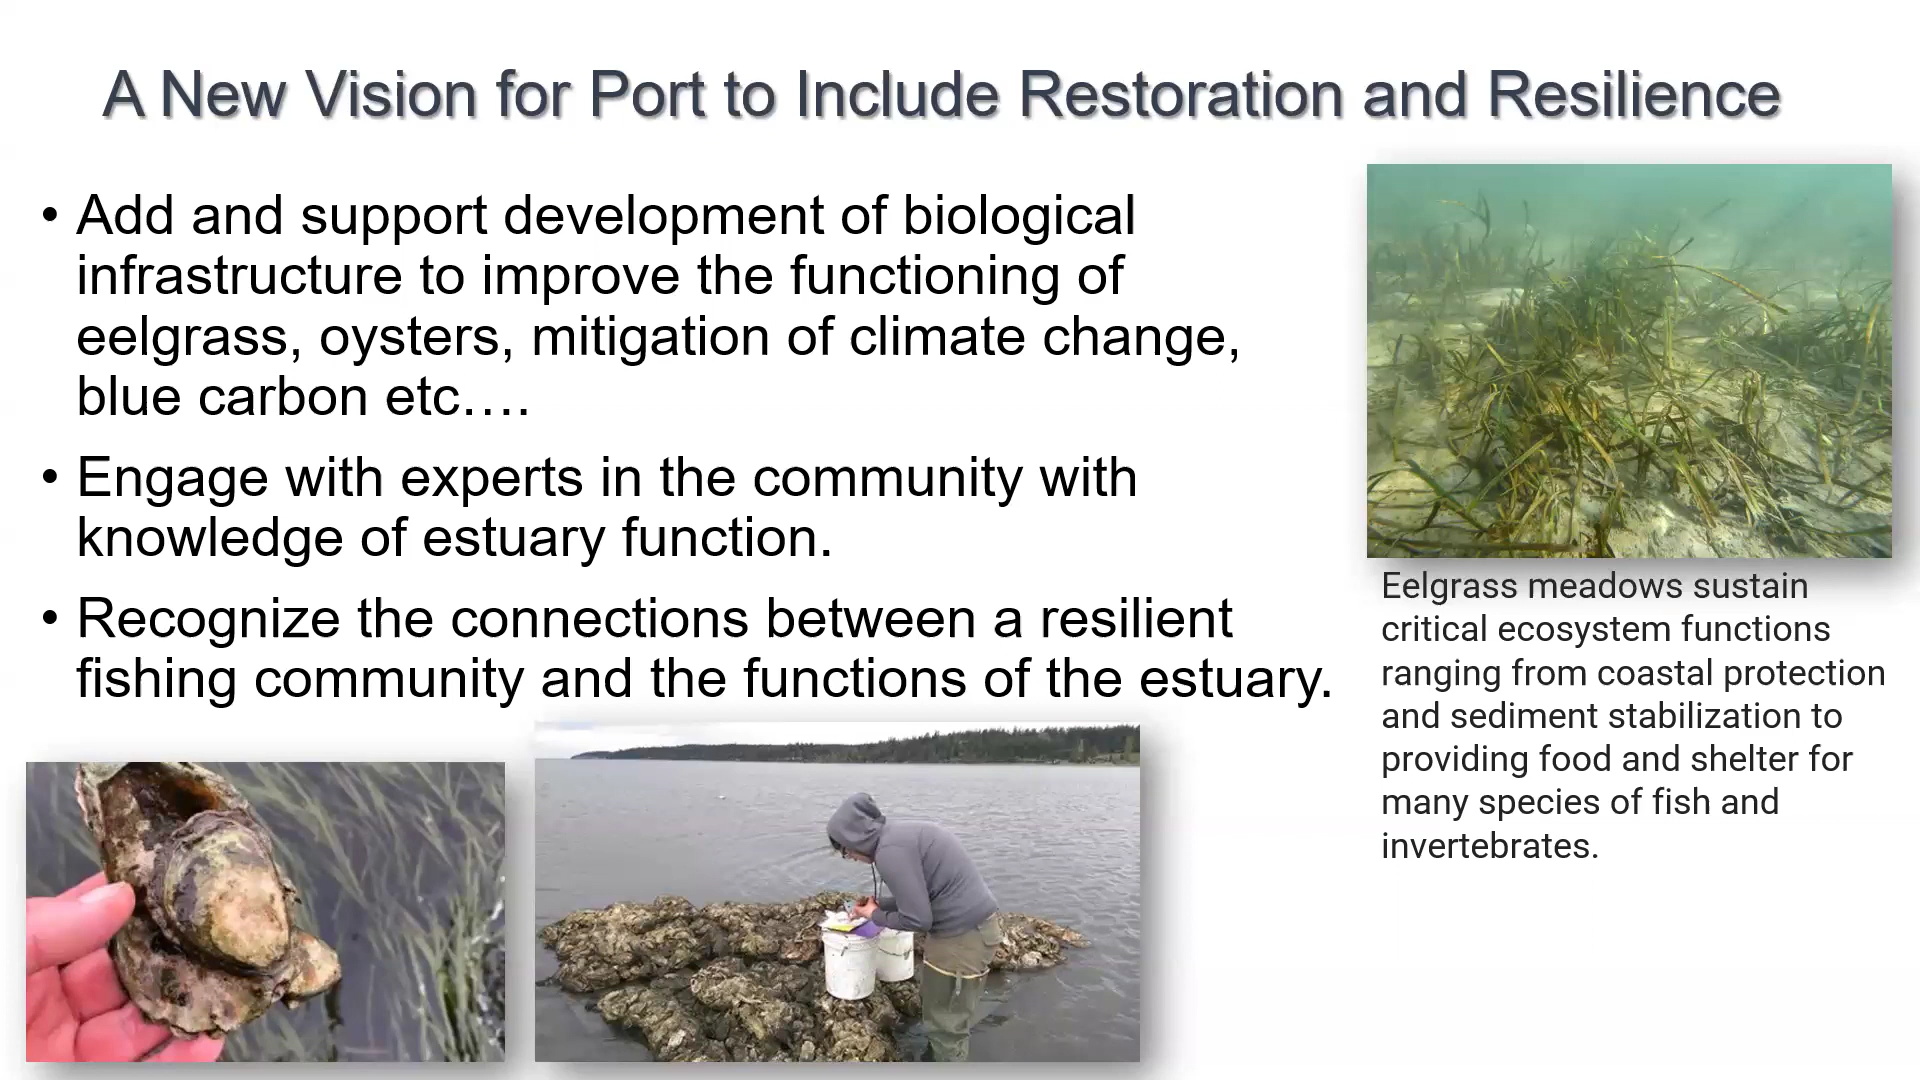 A New Vision for Port to Include Restoration and Resilience
• Add and support development of biological
infrastructure to improve the functioning of
eelgrass, oysters, mitigation of climate change,
blue carbon etc….
• Engage with experts in the community with
knowledge of estuary function.
• Recognize the connections between a resilient
fishing community and the functions of the estuary.
Eelgrass meadows sustain
critical ecosystem functions
ranging from coastal protection
and sediment stabilization to
providing food and shelter for
many species of fish and
invertebrates.